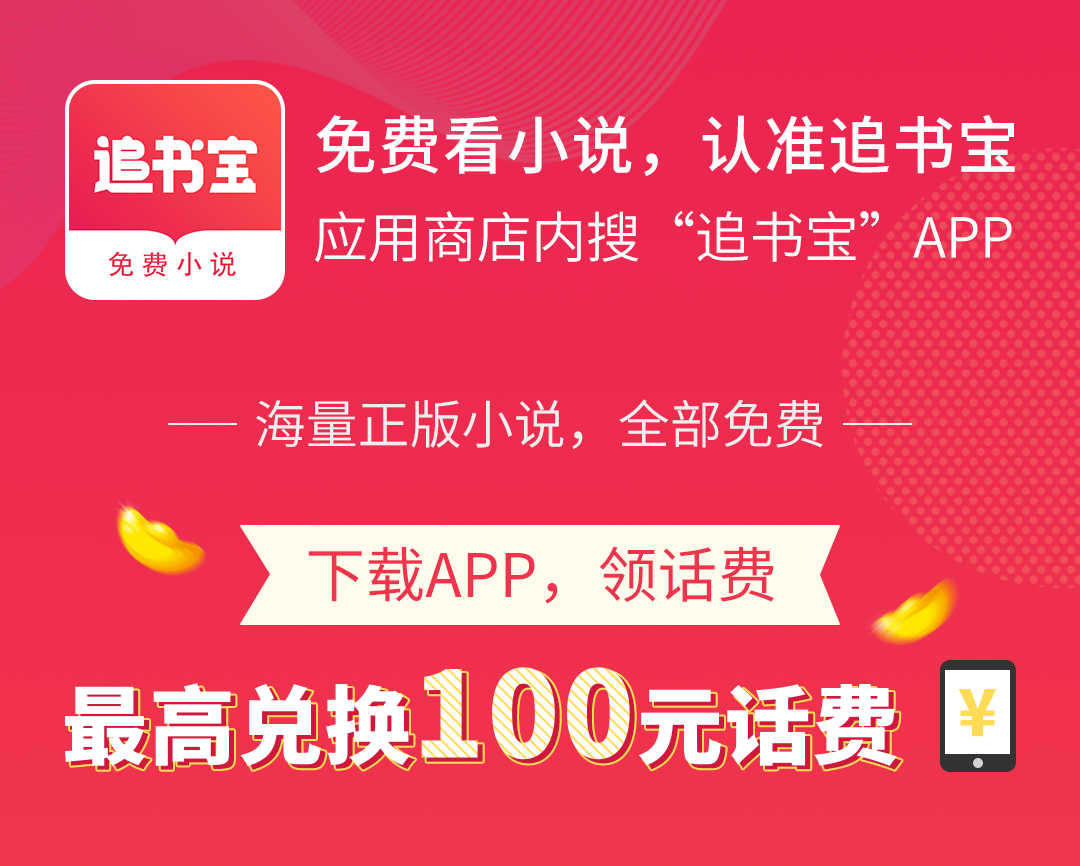 追书宝
免费小说
免费看小说，认准追书宝
应用商店内搜“追书宝”APP
海量正版小说，全部免费
下载APP，领话费
最高兑换100元话费
¥